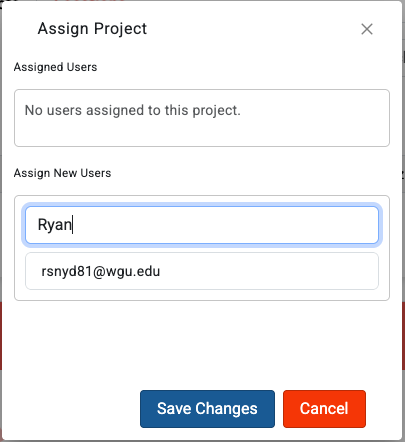 Assign Project
Assigned Users
No users assigned to this project.
Assign New Users
Ryan
rsnyd81@wgu.edu
Save Changes Cancel